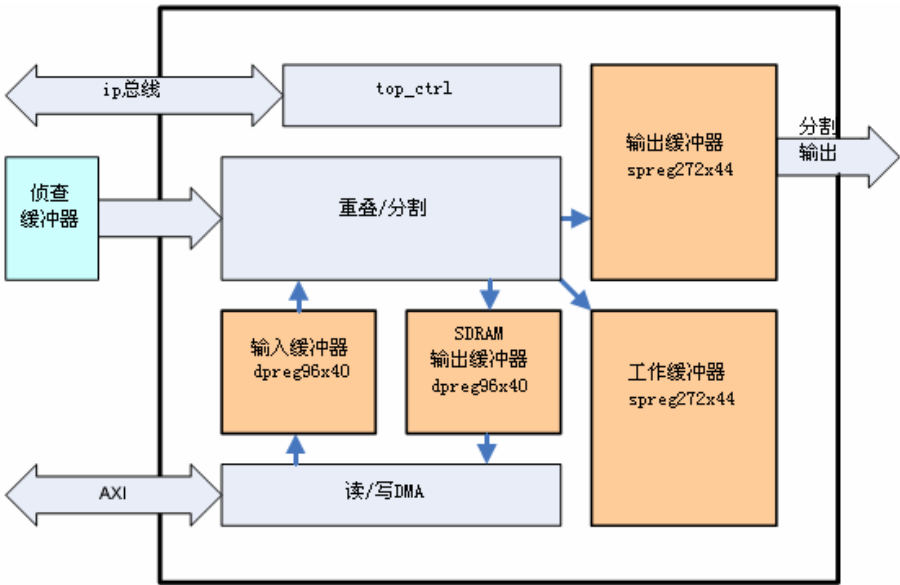 ip总线
top_ctrl
输出缓冲器
spreg272x44
分割
输出
侦查
缓冲器
重叠/分割
输入缓冲器
dpreg96x40
SDRAM
输出缓冲器
dpreg96x40
工作缓冲器
spreg272x44
AXI
读/写DMA